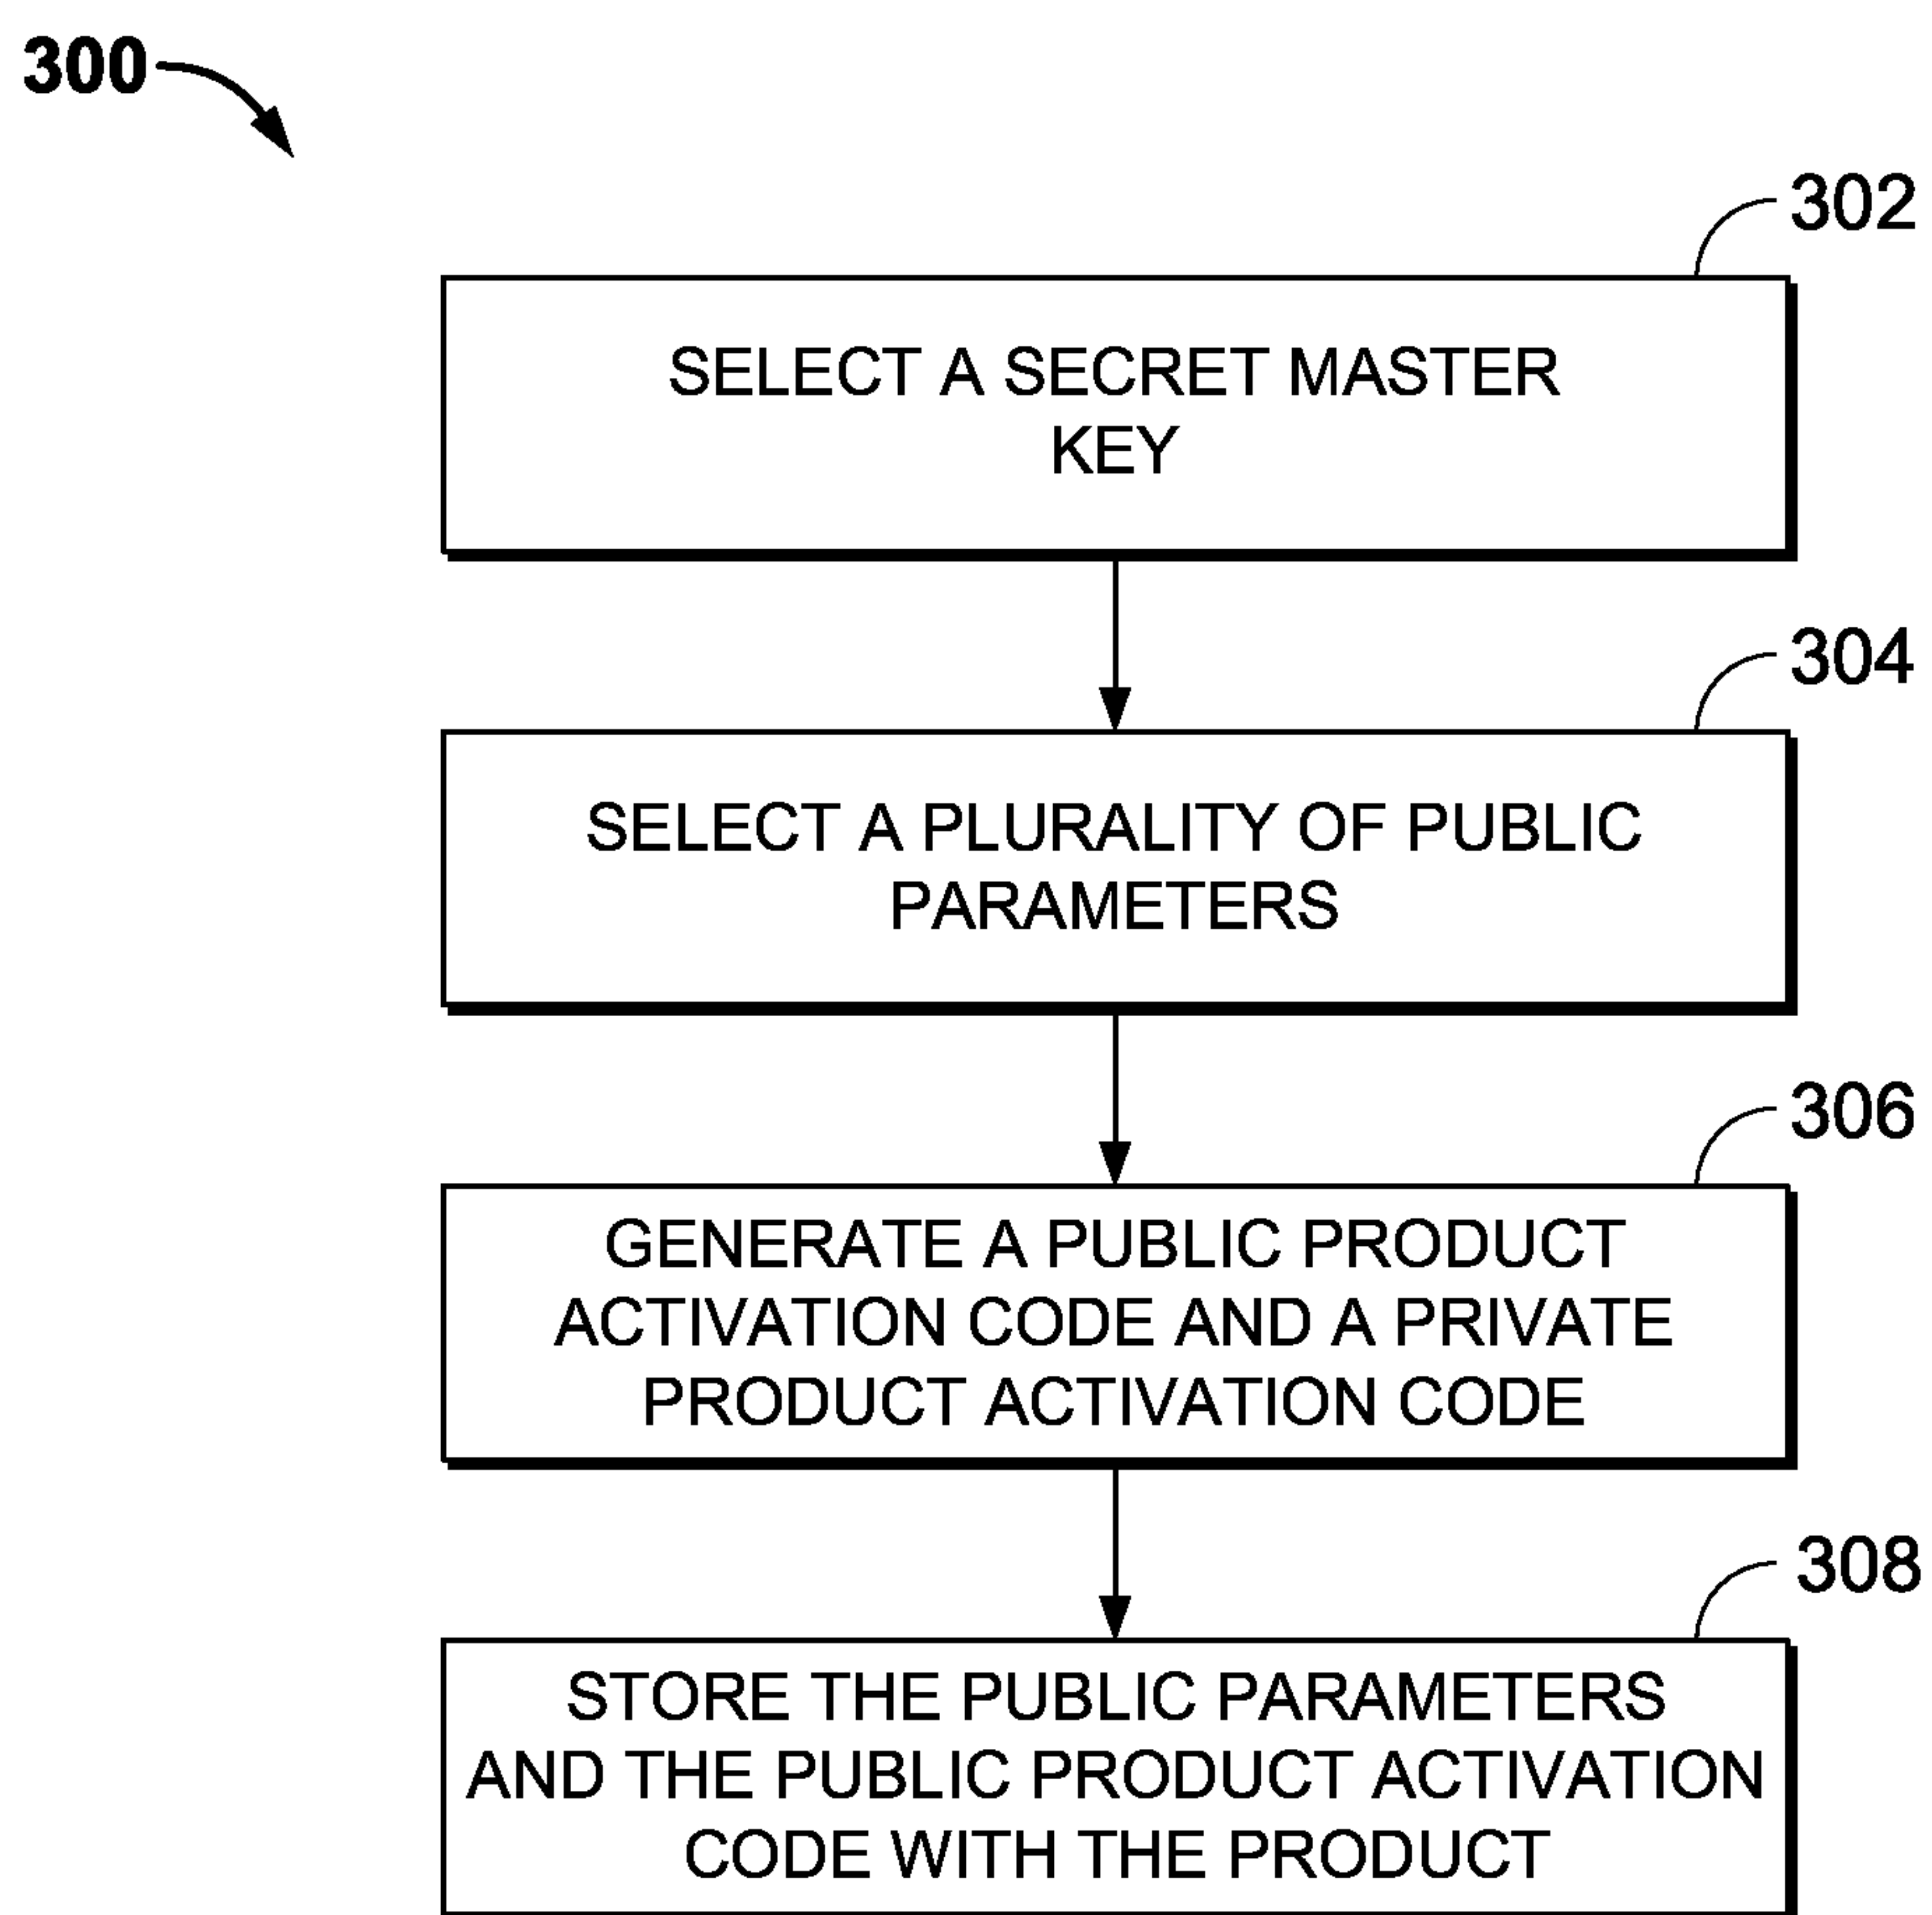 300
302
SELECT A SECRET MASTER
KEY
304
SELECT A PLURALITY OF PUBLIC
PARAMETERS
306
GENERATE A PUBLIC PRODUCT
ACTIVATION CODE AND A PRIVATE
PRODUCT ACTIVATION CODE
308
STORE THE PUBLIC PARAMETERS
AND THE PUBLIC PRODUCT ACTIVATION
CODE WITH THE PRODUCT